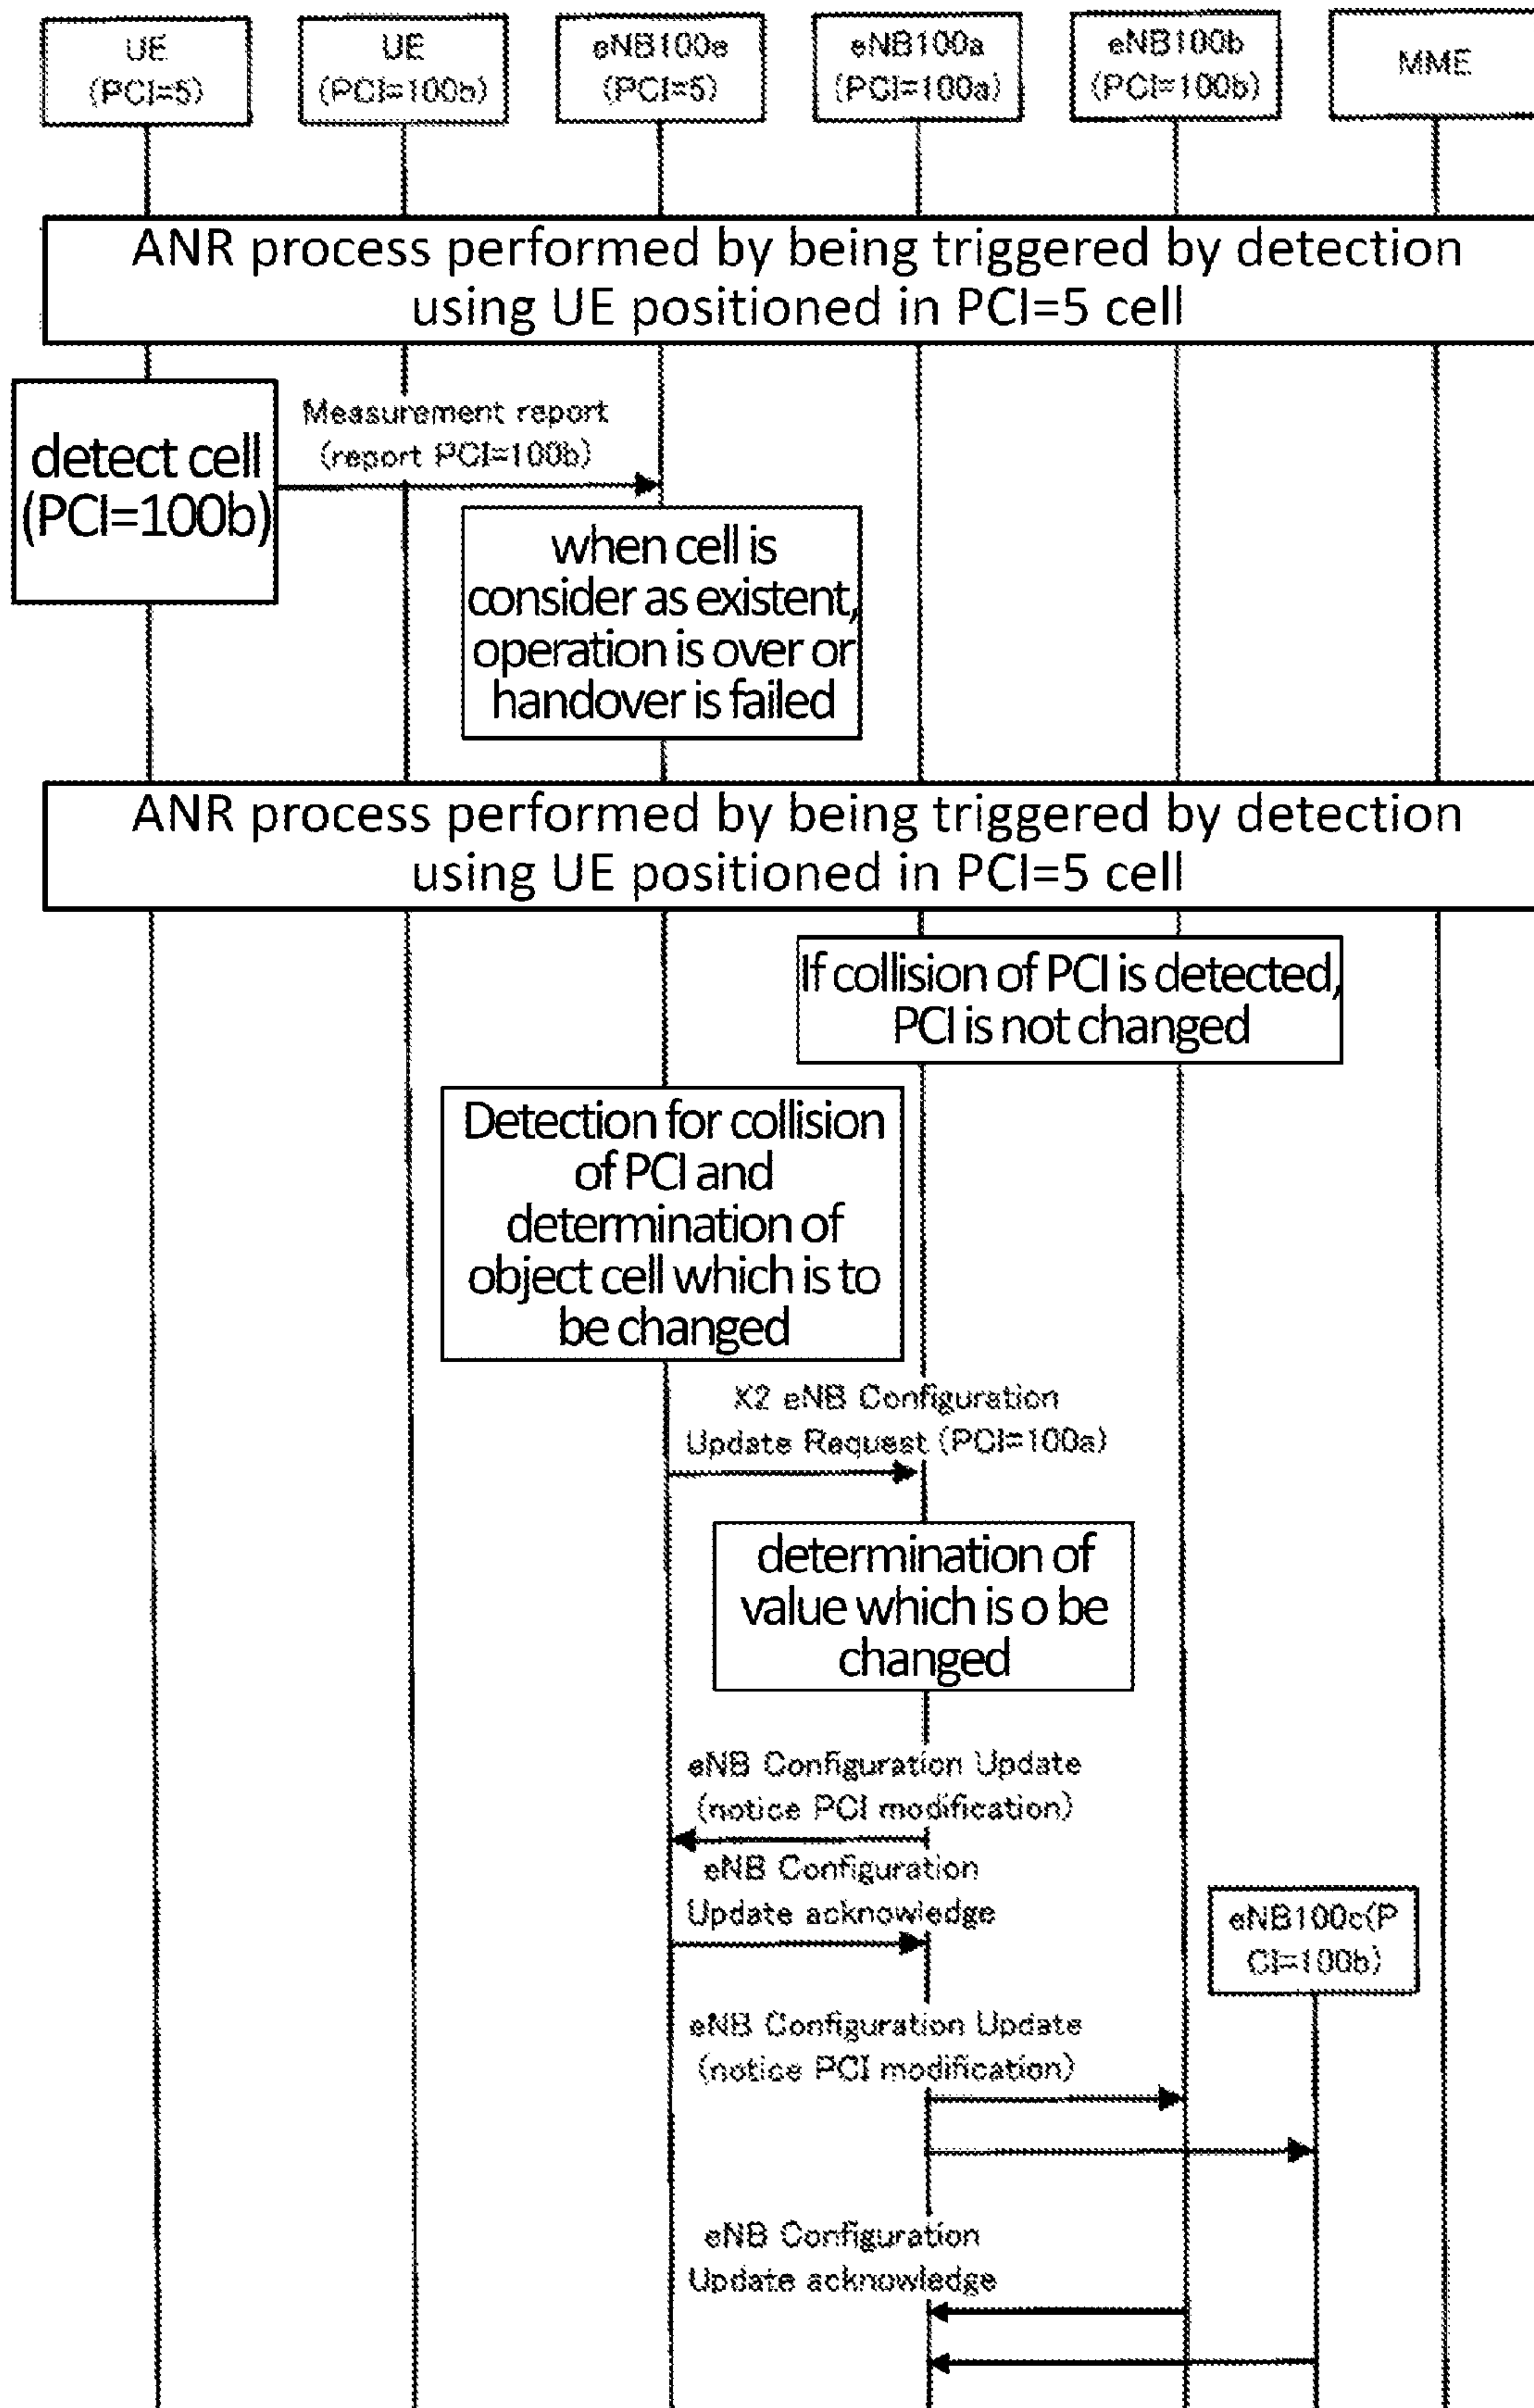 UE
(PCI=5)
UE
(PCI=100b)
eNB100e
(PCI=5)
eNB100a
(PCI=100a)
eNB100b
(PCI=100b)
MME
ANR process performed by being triggered by detection
using UE positioned in PCI=5 cell
detect cell
(PCI=100b)
Measurement report
(report PCI=100b)
when cell is
consider as existent,
operation is over or
handover is failed
ANR process performed by being triggered by detection
using UE positioned in PCI=5 cell
If collision of PCI is detected,
PCI is not changed
Detection for collision
of PCI and
determination of
object cell which is to
be changed
X2 eNB Configuration
Update Request (PCI=100a)
determination of
value which is o be
changed
eNB Configuration Update
(notice PCI modification)
eNB Configuration
Update acknowledge
eNB100c(P
CI=100b)
eNB Configuration Update
(notice PCI modification)
eNB Configuration
Update acknowledge